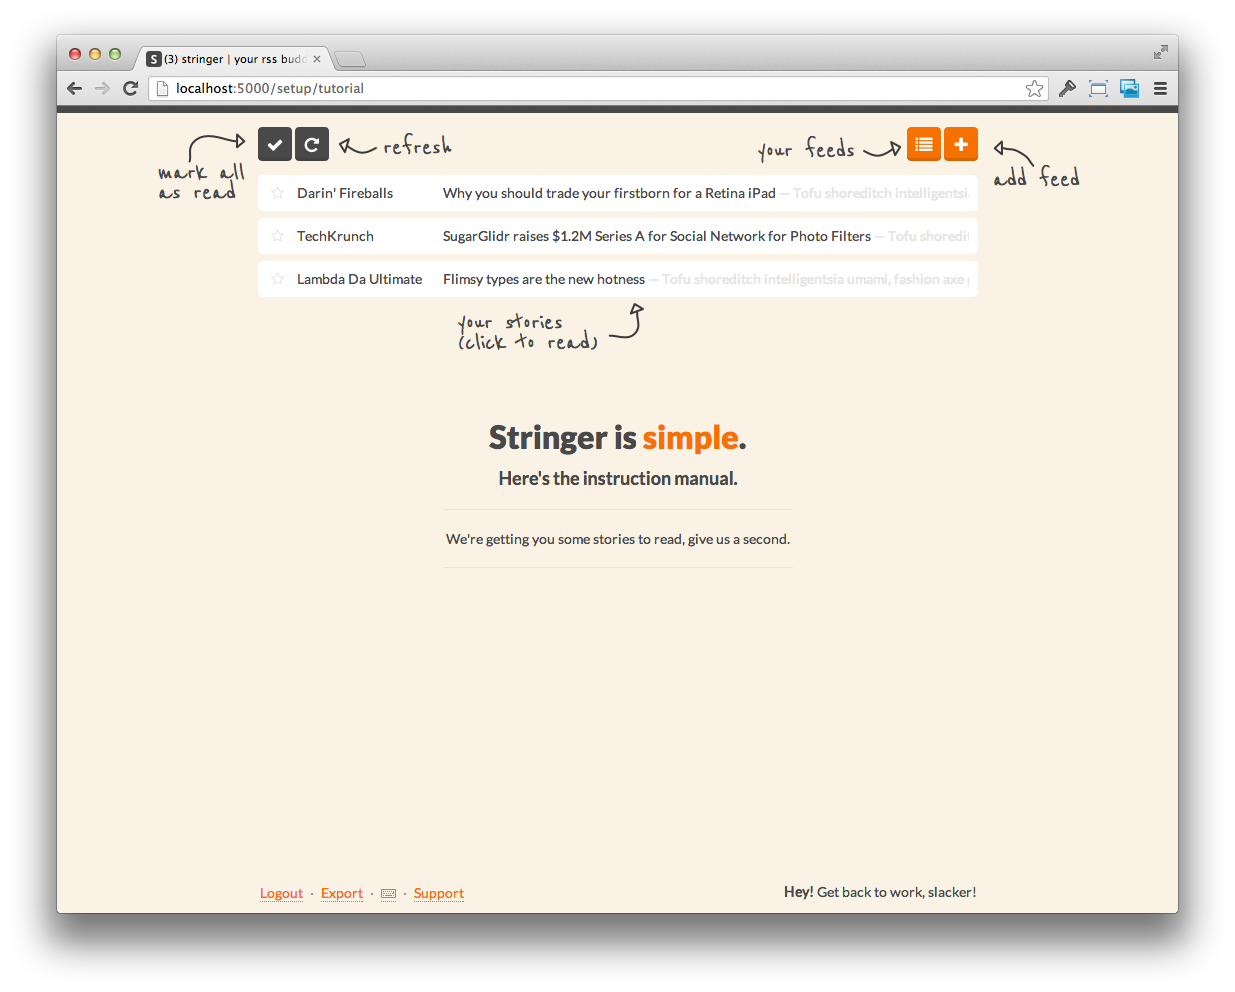 (3) stringer | your rss budd
localhost:5000/setup/tutorial
mark all
as read
refresh
your feeds
add feed
Darin' Fireballs Why you should trade your firstborn for a Retina iPad — Tofu shoreditch intelligentsia
TechKrunch SugarGlidr raises $1.2M Series A for Social Network for Photo Filters — Tofu shoredit
Lambda Da Ultimate Flimsy types are the new hotness — Tofu shoreditch intelligentsia umami, fashion axe
your stories
(click to read)
Stringer is simple.
Here's the instruction manual.
We're getting you some stories to read, give us a second.
Logout · Export · · Support
Hey! Get back to work, slacker!